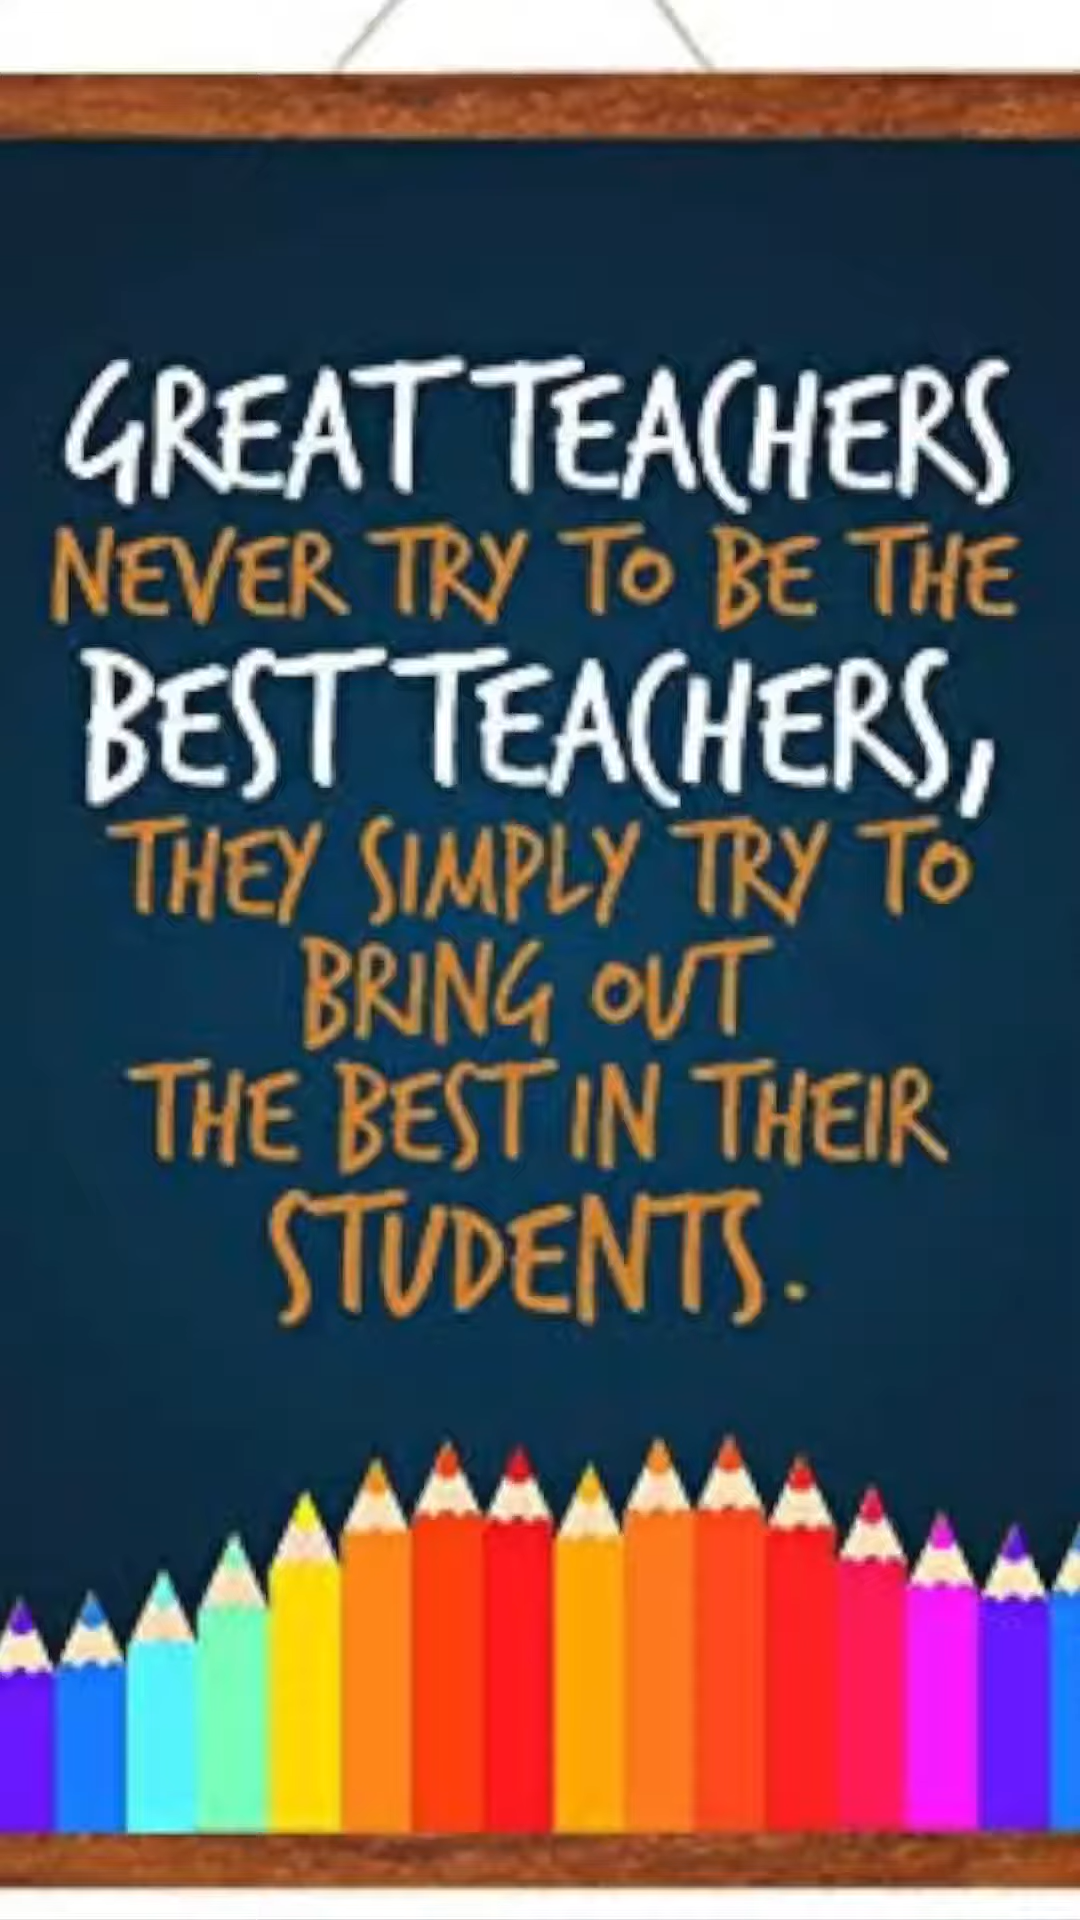 GREAT TEACHERS
NEVER TRY TO BE THE
BEST TEACHERS,
THEY SIMPLY TRY TO
BRING OUT
THE BEST IN THEIR
STUDENTS.